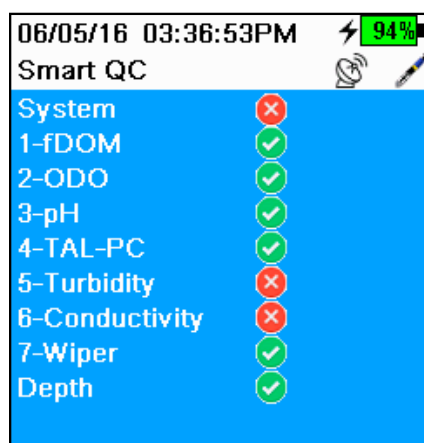 06/05/16 03:36:53PM 94%
Smart QC
System
1-fDOM
2-ODO
3-pH
4-TAL-PC
5-Turbidity
6-Conductivity
7-Wiper
Depth